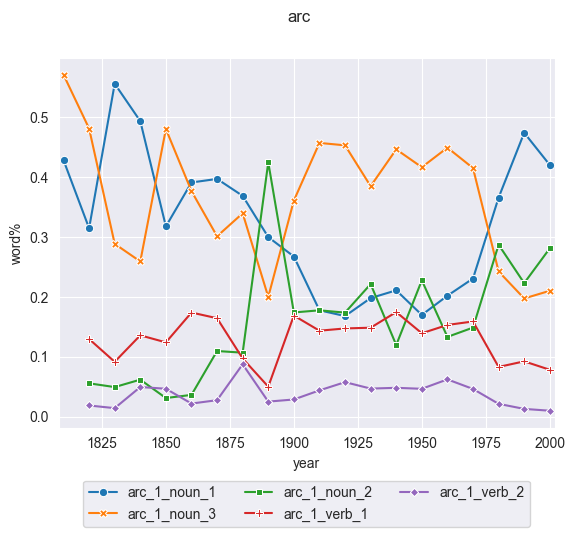 arc
0.5
0.4
0.3
0.2
0.1
0.0
word%
1825 1850 1875 1900 1925 1950 1975 2000
year
arc_1_noun_1 arc_1_noun_2 arc_1_verb_2
arc_1_noun_3 arc_1_verb_1